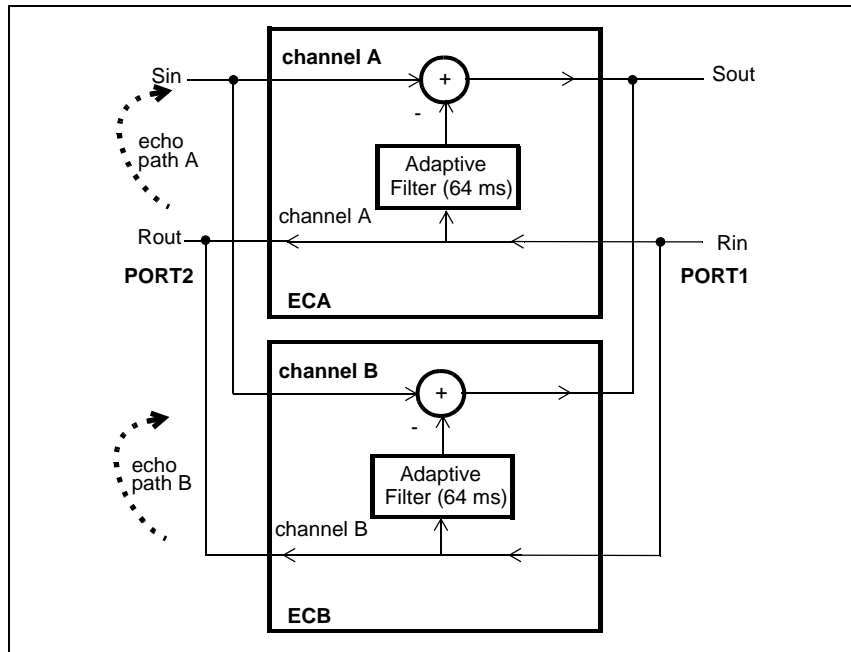 channel A
Sin
+
Sout
-
echo
path A
Adaptive
Filter (64 ms)
channel A
Rout
Rin
PORT2
PORT1
ECA
channel B
+
-
echo
path B
Adaptive
Filter (64 ms)
channel B
ECB